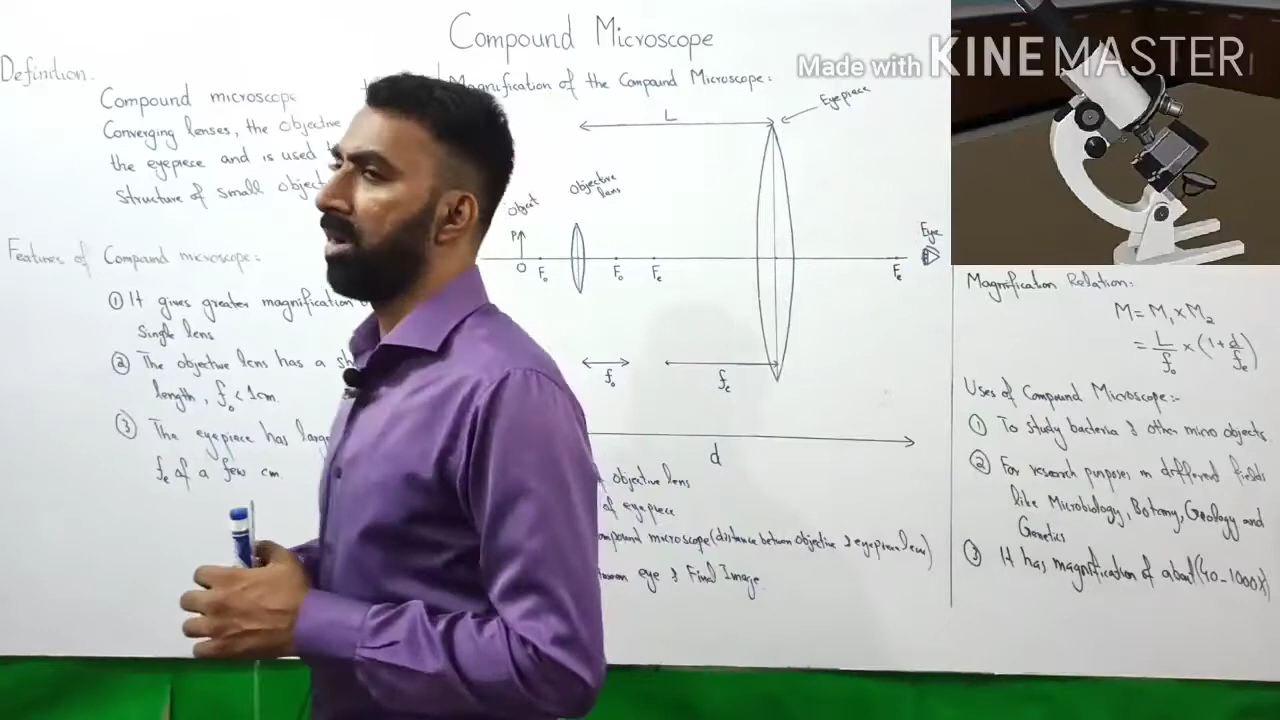 Compound Microscope
Made with KINEMASTER
Definition.
Compound microscope
Converging lenses, the objective
the eyepiece and is used
structure of small object
Features of Compound microscope:
① It gives greater magnification
Single lens
② The objective lens has a
length, fo < 1cm.
③ The eyepiece has large
fe of a few cm.
Magnification of the Compound Microscope:
L
Eyepiece
Objective
lens
Object
P
O
Fo
Fo
Fe
Fe
Eye
fo
fe
d
objective lens
of eyepiece
microscope (distance between objective & eyepiece lens)
eye & Final Image
Magnification Relation:
M = M1 x M2
= L/fo x (1+d/fe)
Uses of Compound Microscope:-
① To study bacteria & other micro objects
② For research purposes in different fields
like Microbiology, Botany, Geology and
Genetics
③ It has magnification of about (40-1000X)